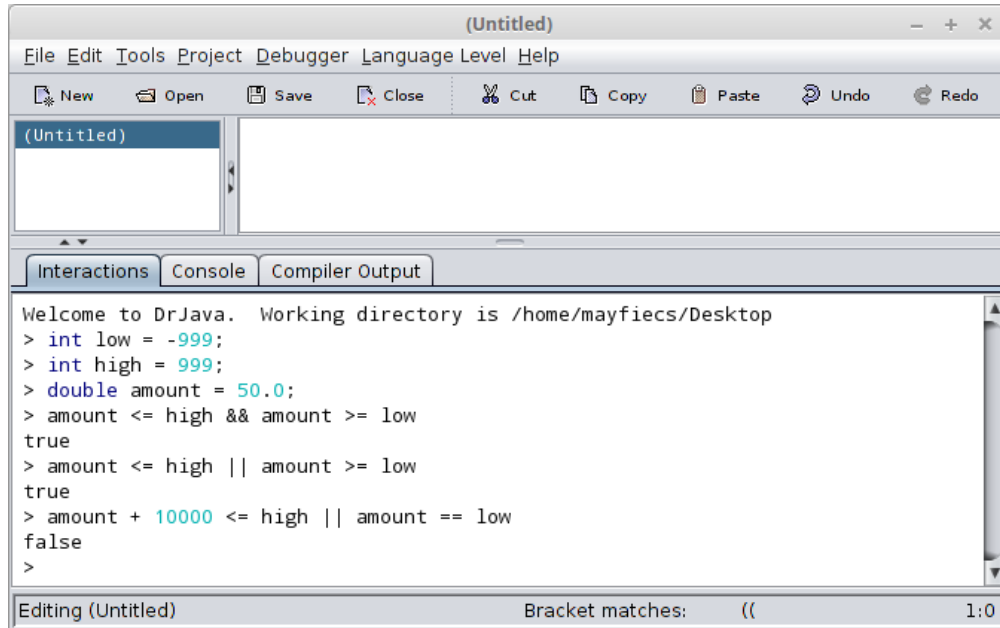 (Untitled)
File Edit Tools Project Debugger Language Level Help
New Open Save Close Cut Copy Paste Undo Redo
(Untitled)
Interactions Console Compiler Output
Welcome to DrJava.  Working directory is /home/mayfiecs/Desktop
> int low = -999;
> int high = 999;
> double amount = 50.0;
> amount <= high && amount >= low
true
> amount <= high || amount >= low
true
> amount + 10000 <= high || amount == low
false
>
Editing (Untitled) Bracket matches: (( 1:0